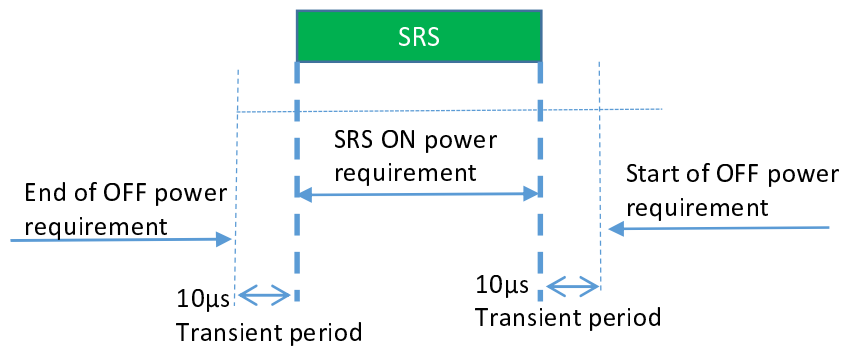 SRS
SRS ON power
requirement
End of OFF power
requirement
Start of OFF power
requirement
10µs
Transient period
10µs
Transient period